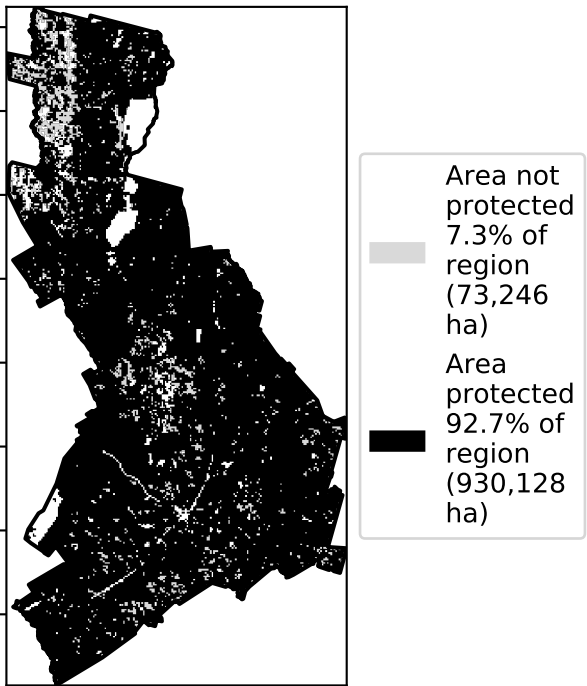 Area not
protected
7.3% of
region
(73,246
ha)
Area
protected
92.7% of
region
(930,128
ha)